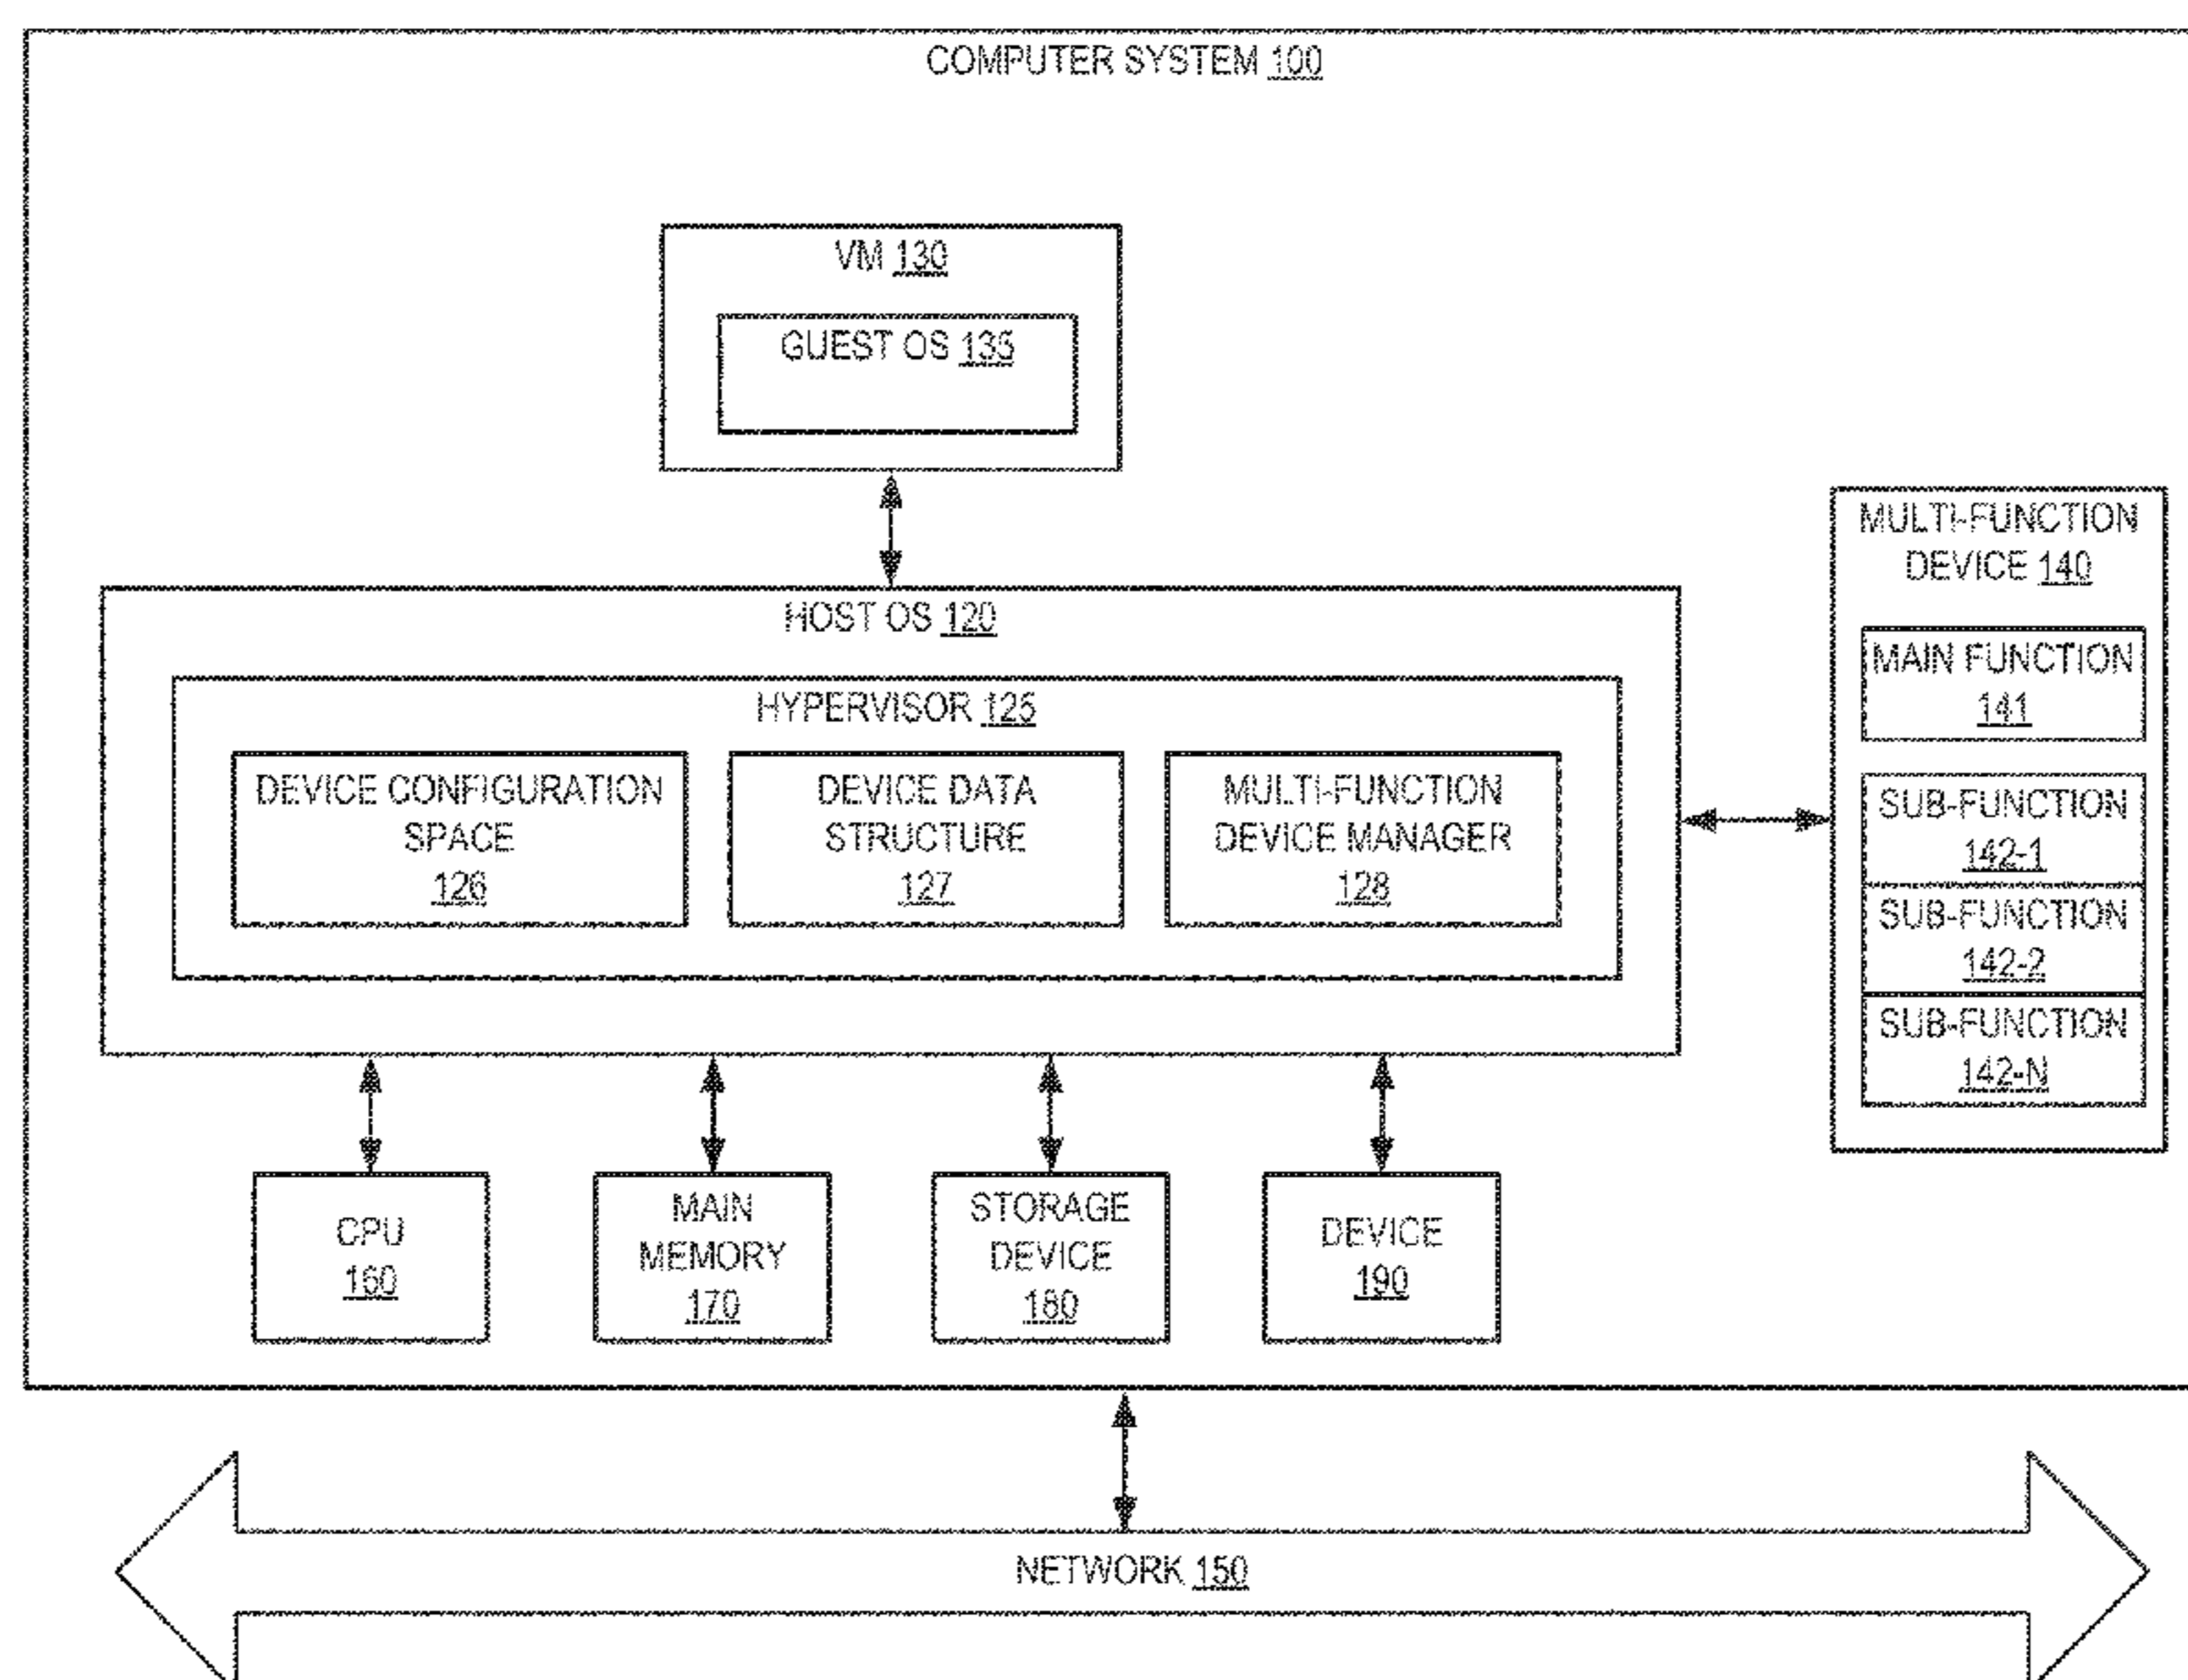 COMPUTER SYSTEM 100
VM 130
GUEST OS 135
HOST OS 120
HYPERVISOR 125
DEVICE CONFIGURATION
SPACE
126
DEVICE DATA
STRUCTURE
127
MULTI-FUNCTION
DEVICE MANAGER
128
MULTI-FUNCTION
DEVICE 140
MAIN FUNCTION
141
SUB-FUNCTION
142-1
SUB-FUNCTION
142-2
SUB-FUNCTION
142-N
CPU
160
MAIN
MEMORY
170
STORAGE
DEVICE
180
DEVICE
190
NETWORK 150